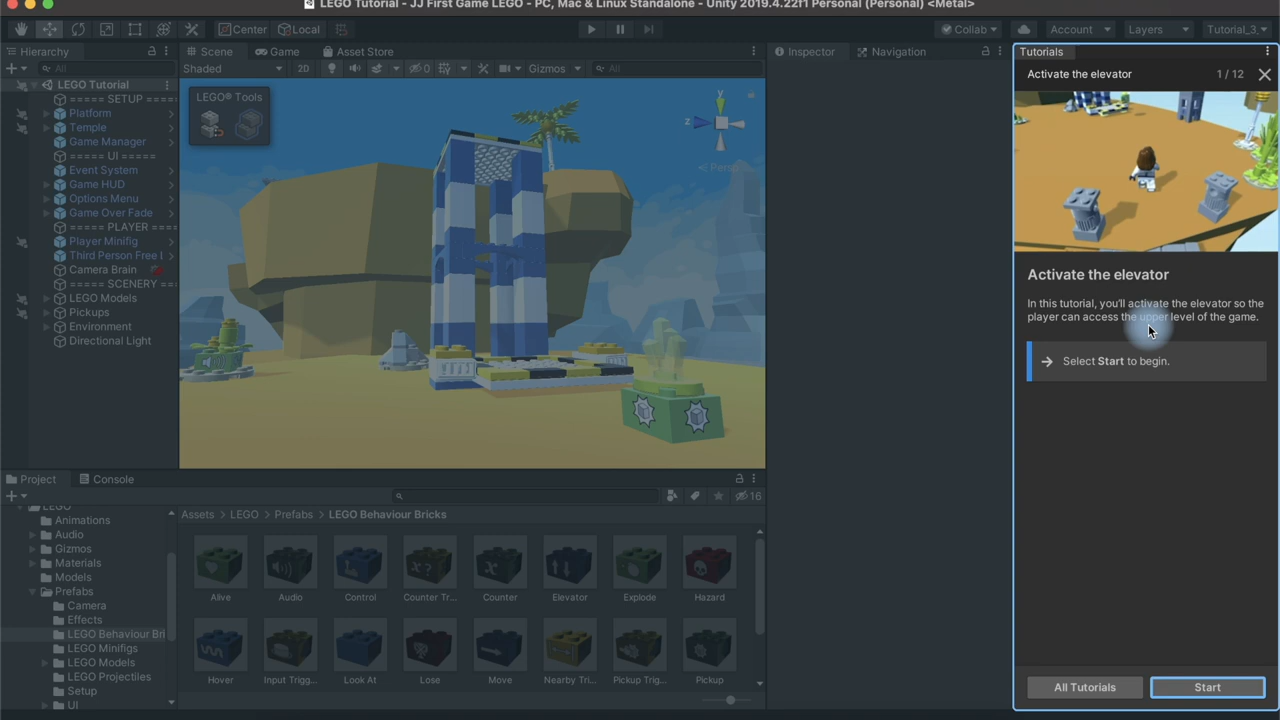 LEGO Tutorial - JJ First Game LEGO - PC, Mac & Linux Standalone - Unity 2019.4.22f1 Personal (Personal) <Metal>
Center Local Collab Account Layers Tutorial_3_
Hierarchy
All
LEGO Tutorial
===== SETUP =====
Platform
Temple
Game Manager
===== UI =====
Event System
Game HUD
Options Menu
Game Over Fade
===== PLAYER ====
Player Minifig
Third Person Free
Camera Brain
===== SCENERY ==
LEGO Models
Pickups
Environment
Directional Light
Scene Game Asset Store
Shaded 2D 0 Gizmos All
LEGO® Tools
y
z
Persp
Inspector Navigation
Tutorials
Activate the elevator 1 / 12
Activate the elevator
In this tutorial, you'll activate the elevator so the
player can access the upper level of the game.
Select Start to begin.
All Tutorials Start
Project Console
16
LEGO
Animations
Audio
Gizmos
Materials
Models
Prefabs
Camera
Effects
LEGO Behaviour Bri
LEGO Minifigs
LEGO Models
LEGO Projectiles
Setup
UI
Assets > LEGO > Prefabs > LEGO Behaviour Bricks
Alive Audio Control Counter Tr... Counter Elevator Explode Hazard
Hover Input Trigg... Look At Lose Move Nearby Tri... Pickup Trig... Pickup